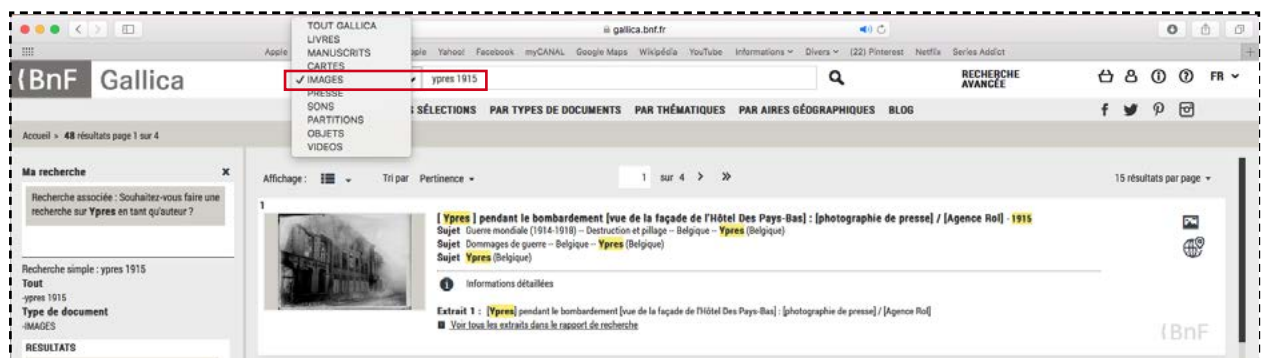 TOUT GALLICA
LIVRES
MANUSCRITS
CARTES
✓ IMAGES
PRESSE
SONS
PARTITIONS
OBJETS
VIDEOS
gallica.bnf.fr
Apple Yahoo! Facebook myCANAL Google Maps Wikipédia YouTube Informations Divers (22) Pinterest Netflix Series Addict
{BnF Gallica
ypres 1915
RECHERCHE AVANCÉE
FR
SÉLECTIONS PAR TYPES DE DOCUMENTS PAR THÉMATIQUES PAR AIRES GÉOGRAPHIQUES BLOG
Accueil > 48 résultats page 1 sur 4
Ma recherche X
Recherche associée : Souhaitez-vous faire une
recherche sur Ypres en tant qu'auteur ?
Recherche simple : ypres 1915
Tout
-ypres 1915
Type de document
-IMAGES
RESULTATS
Affichage : Tri par Pertinence 1 sur 4 > » 15 résultats par page
1
[ Ypres ] pendant le bombardement [vue de la façade de l'Hôtel Des Pays-Bas] : [photographie de presse] / [Agence Rol] - 1915
Sujet Guerre mondiale (1914-1918) -- Destruction et pillage -- Belgique -- Ypres (Belgique)
Sujet Dommages de guerre -- Belgique -- Ypres (Belgique)
Sujet Ypres (Belgique)
Informations détaillées
Extrait 1 : [Ypres] pendant le bombardement [vue de la façade de l'Hôtel Des Pays-Bas] : [photographie de presse] / [Agence Rol]
Voir tous les extraits dans le rapport de recherche
{BnF